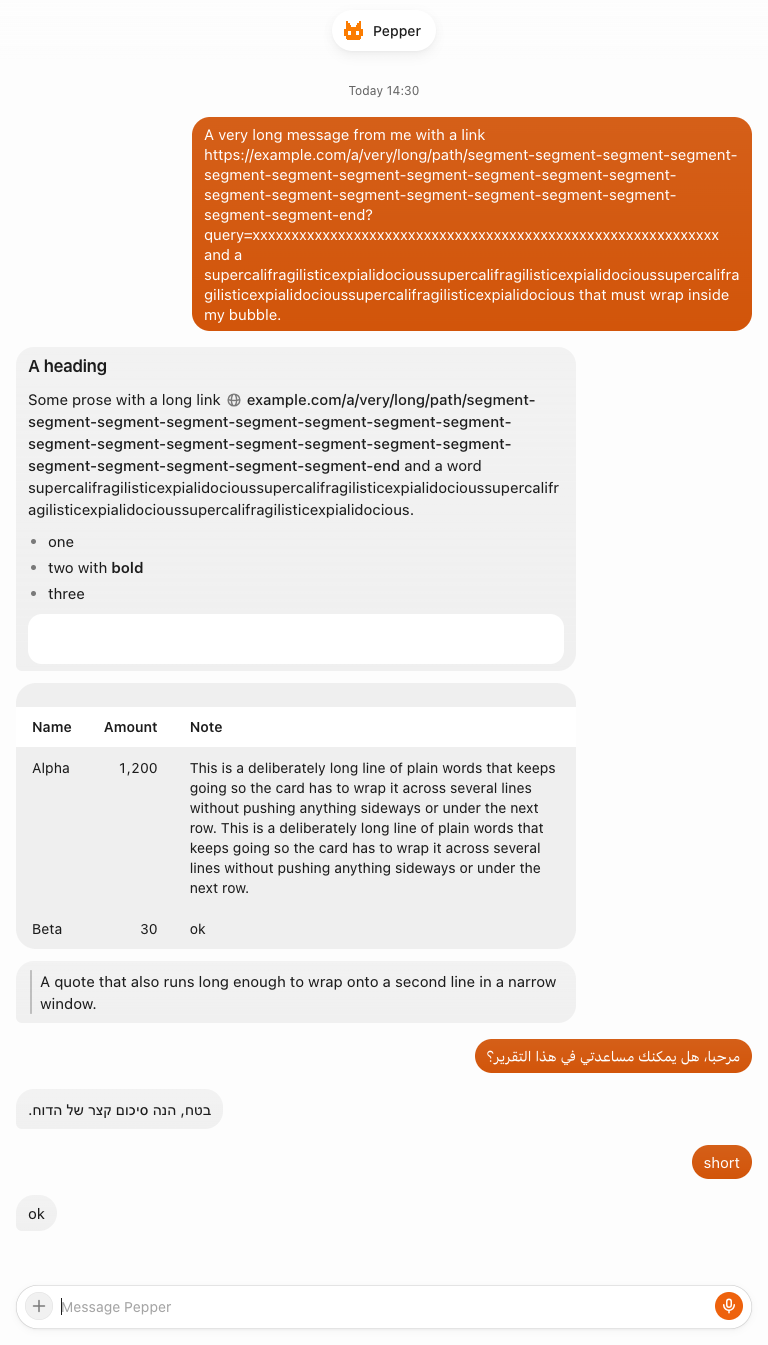 Pepper
Today 14:30
A very long message from me with a link
https://example.com/a/very/long/path/segment-segment-segment-segment-
segment-segment-segment-segment-segment-segment-segment-
segment-segment-segment-segment-segment-segment-segment-
segment-segment-end?
query=xxxxxxxxxxxxxxxxxxxxxxxxxxxxxxxxxxxxxxxxxxxxxxxxxxxxxxxxxxxx
and a
supercalifragilisticexpialidocioussupercalifragilisticexpialidocioussupercalifra
gilisticexpialidocioussupercalifragilisticexpialidocious that must wrap inside
my bubble.
A heading
Some prose with a long link example.com/a/very/long/path/segment-
segment-segment-segment-segment-segment-segment-segment-
segment-segment-segment-segment-segment-segment-segment-
segment-segment-segment-segment-segment-end and a word
supercalifragilisticexpialidocioussupercalifragilisticexpialidocioussupercalifr
agilisticexpialidocioussupercalifragilisticexpialidocious.
• one
• two with bold
• three
Name Amount Note
Alpha 1,200 This is a deliberately long line of plain words that keeps
going so the card has to wrap it across several lines
without pushing anything sideways or under the next
row. This is a deliberately long line of plain words that
keeps going so the card has to wrap it across several
lines without pushing anything sideways or under the
next row.
Beta 30 ok
A quote that also runs long enough to wrap onto a second line in a narrow
window.
مرحبا، هل يمكنك مساعدتي في هذا التقرير؟
בטח, הנה סיכום קצר של הדוח.
short
ok
Message Pepper